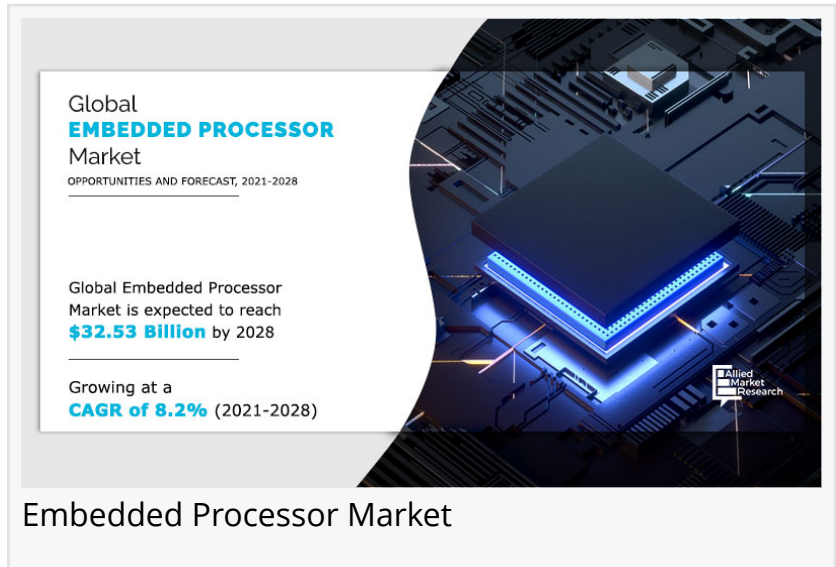 Global
EMBEDDED PROCESSOR
Market
OPPORTUNITIES AND FORECAST, 2021-2028
Global Embedded Processor
Market is expected to reach
$32.53 Billion by 2028
Growing at a
CAGR of 8.2% (2021-2028)
Allied
Market
Research
Embedded Processor Market